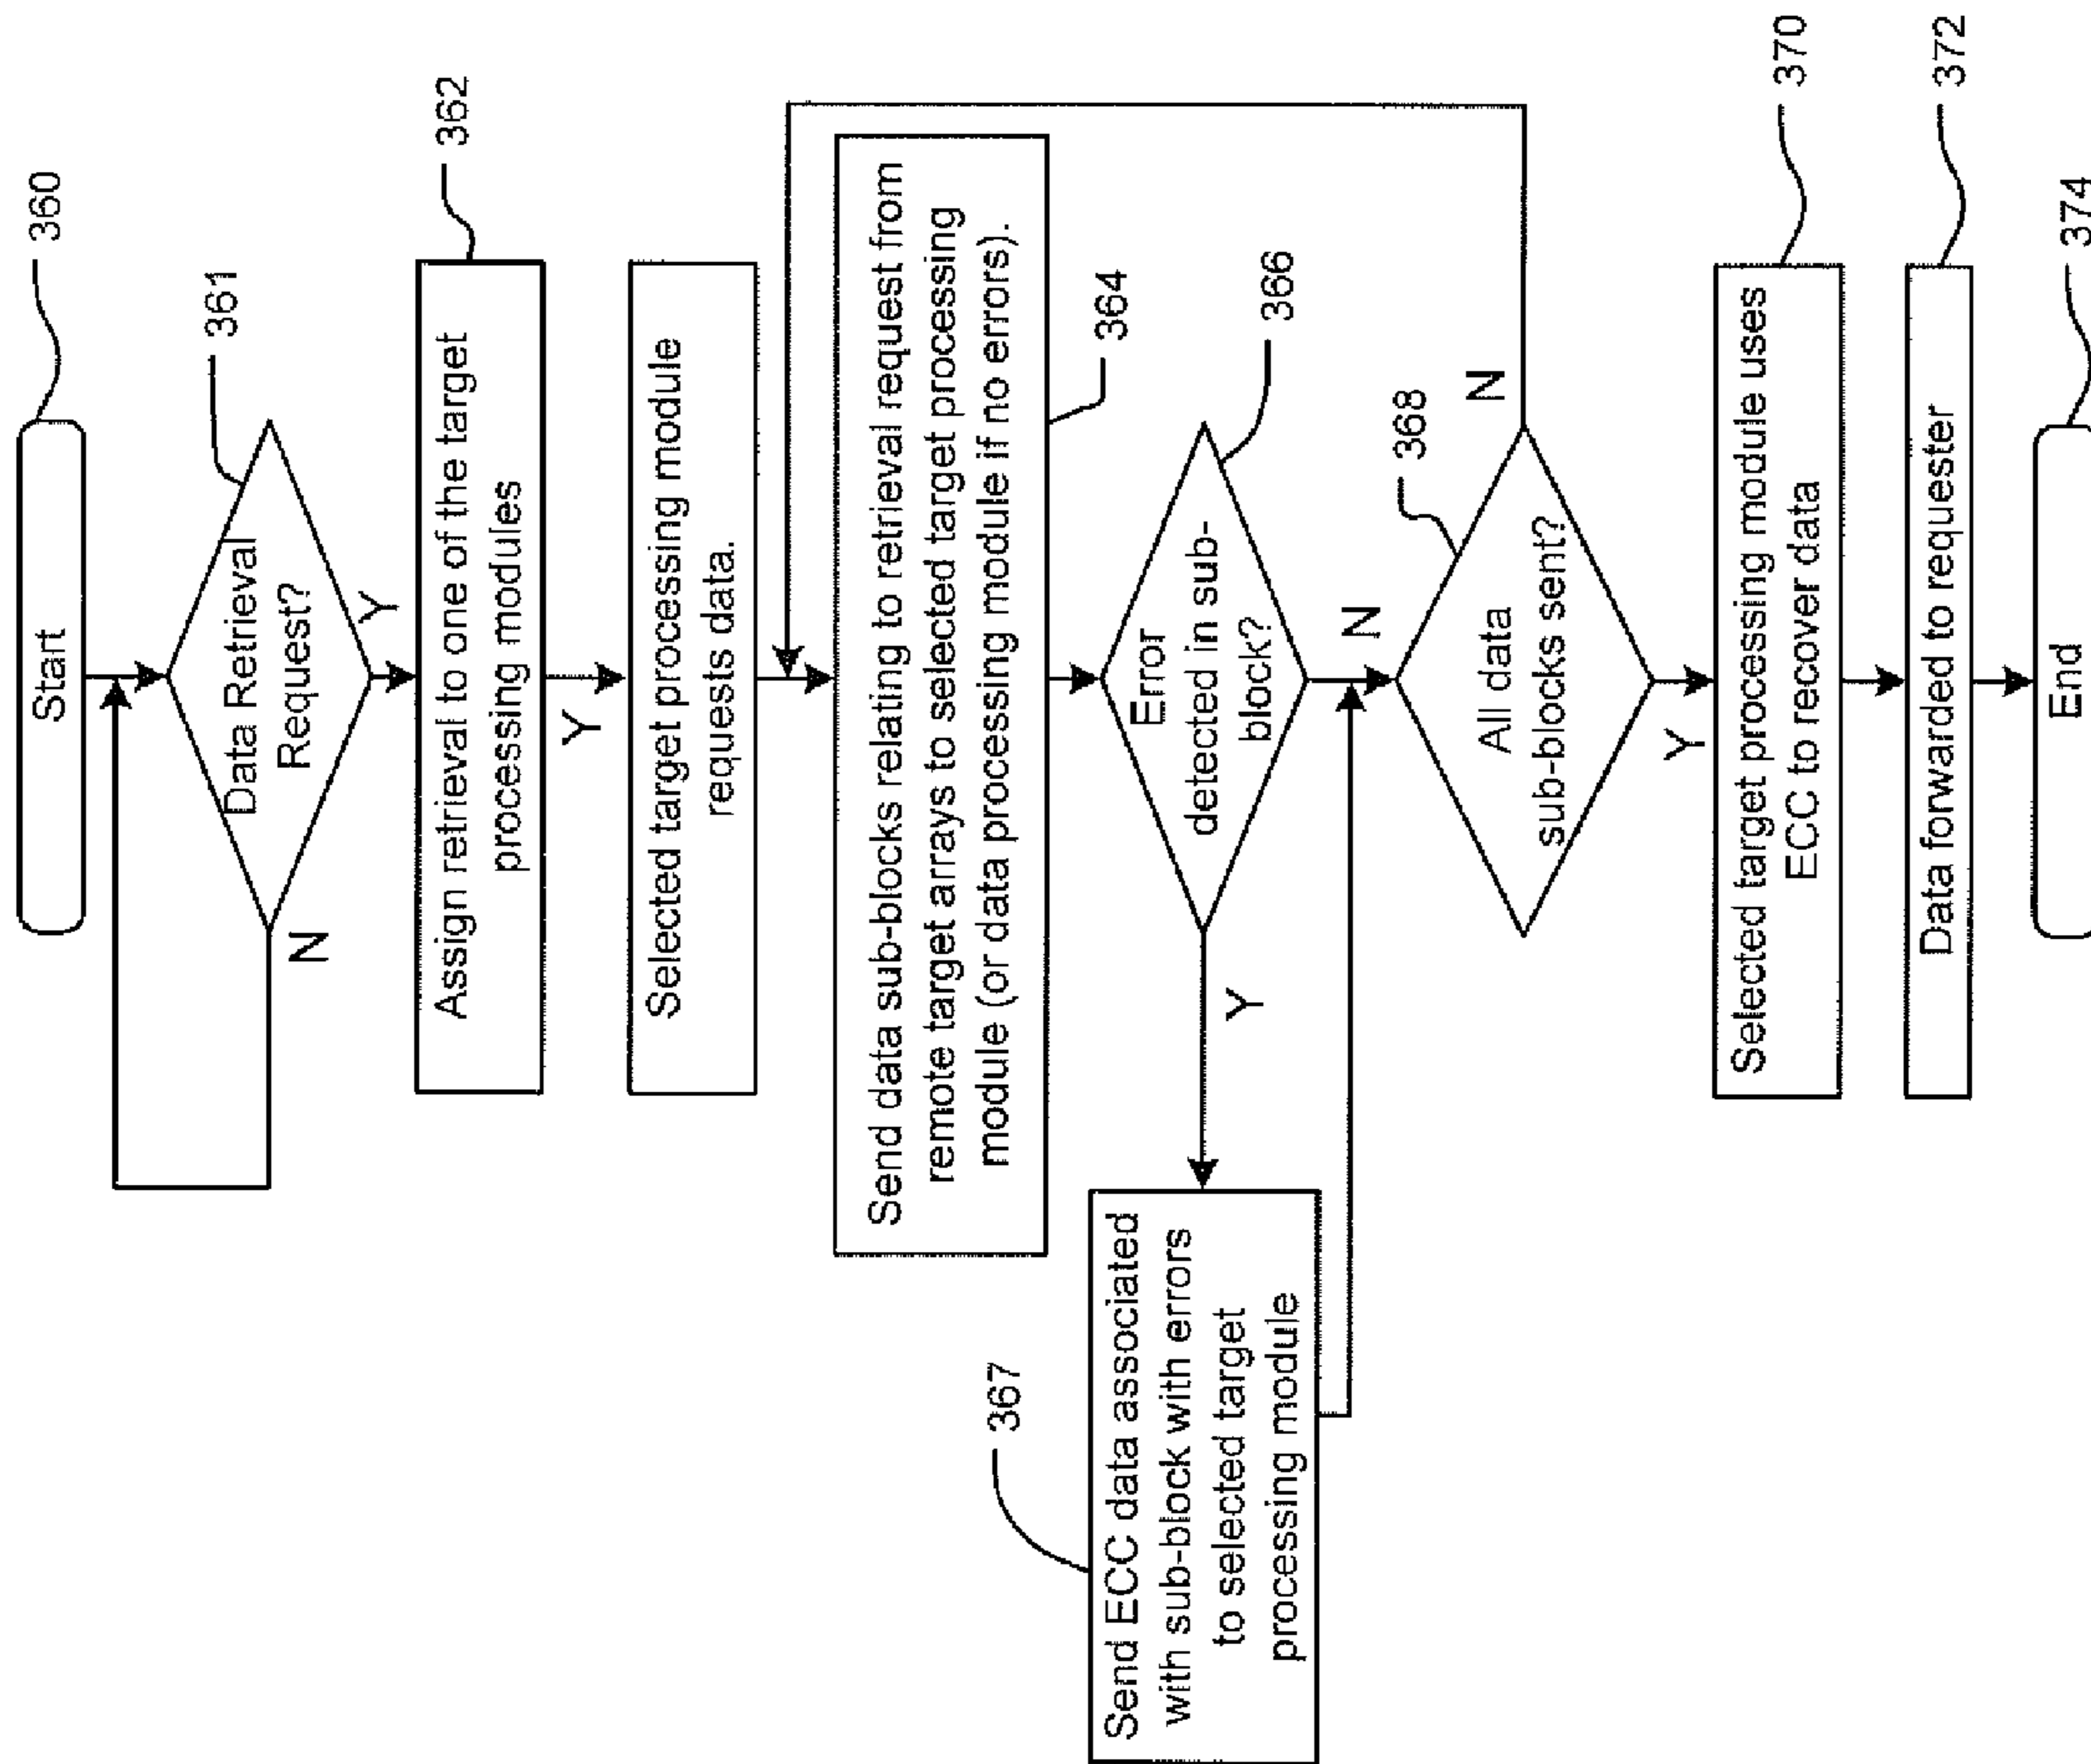 Start
360
Data Retrieval
Request?
361
N
Y
Assign retrieval to one of the target
processing modules
362
Y
Selected target processing module
requests data.
Send data sub-blocks relating to retrieval request from
remote target arrays to selected target processing
module (or data processing module if no errors).
364
Error
detected in sub-
block?
366
Y
N
Send ECC data associated
with sub-block with errors
to selected target
processing module
367
All data
sub-blocks sent?
368
N
Y
Selected target processing module uses
ECC to recover data
370
Data forwarded to requester
372
End
374